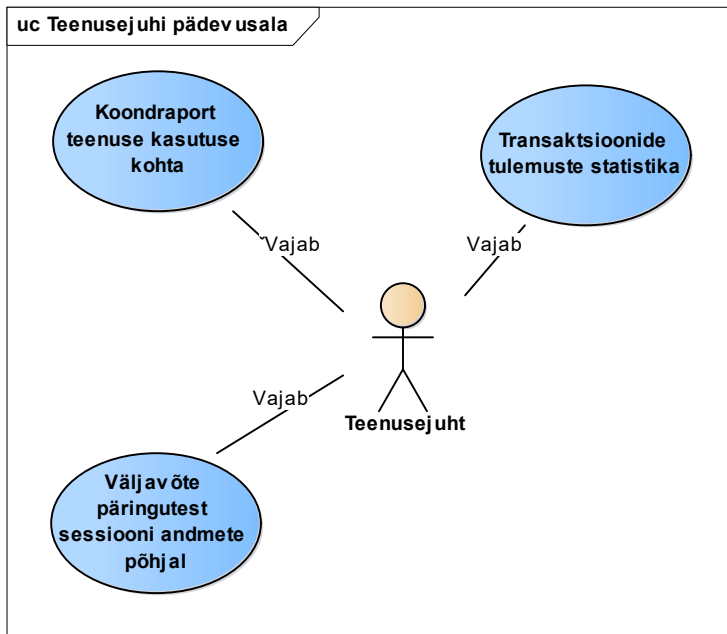 uc Teenusejuhi pädevusala
Koondraport
teenuse kasutuse
kohta
Transaktsioonide
tulemuste statistika
Vajab
Vajab
Teenusejuht
Vajab
Väljavõte
päringutest
sessiooni andmete
põhjal